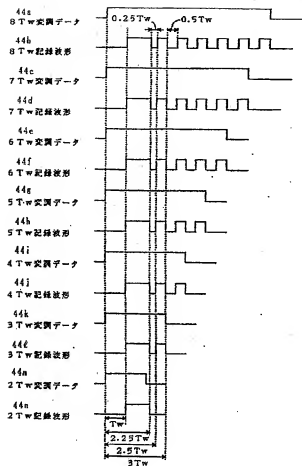 44a
8Tw変調データ
0.25Tw
0.5Tw
44b
8Tw記録波形
44c
7Tw変調データ
44d
7Tw記録波形
44e
6Tw変調データ
44f
6Tw記録波形
44g
5Tw変調データ
44h
5Tw記録波形
44i
4Tw変調データ
44j
4Tw記録波形
44k
3Tw変調データ
44ℓ
3Tw記録波形
44m
2Tw変調データ
44n
2Tw記録波形
Tw
2.25Tw
2.5Tw
3Tw